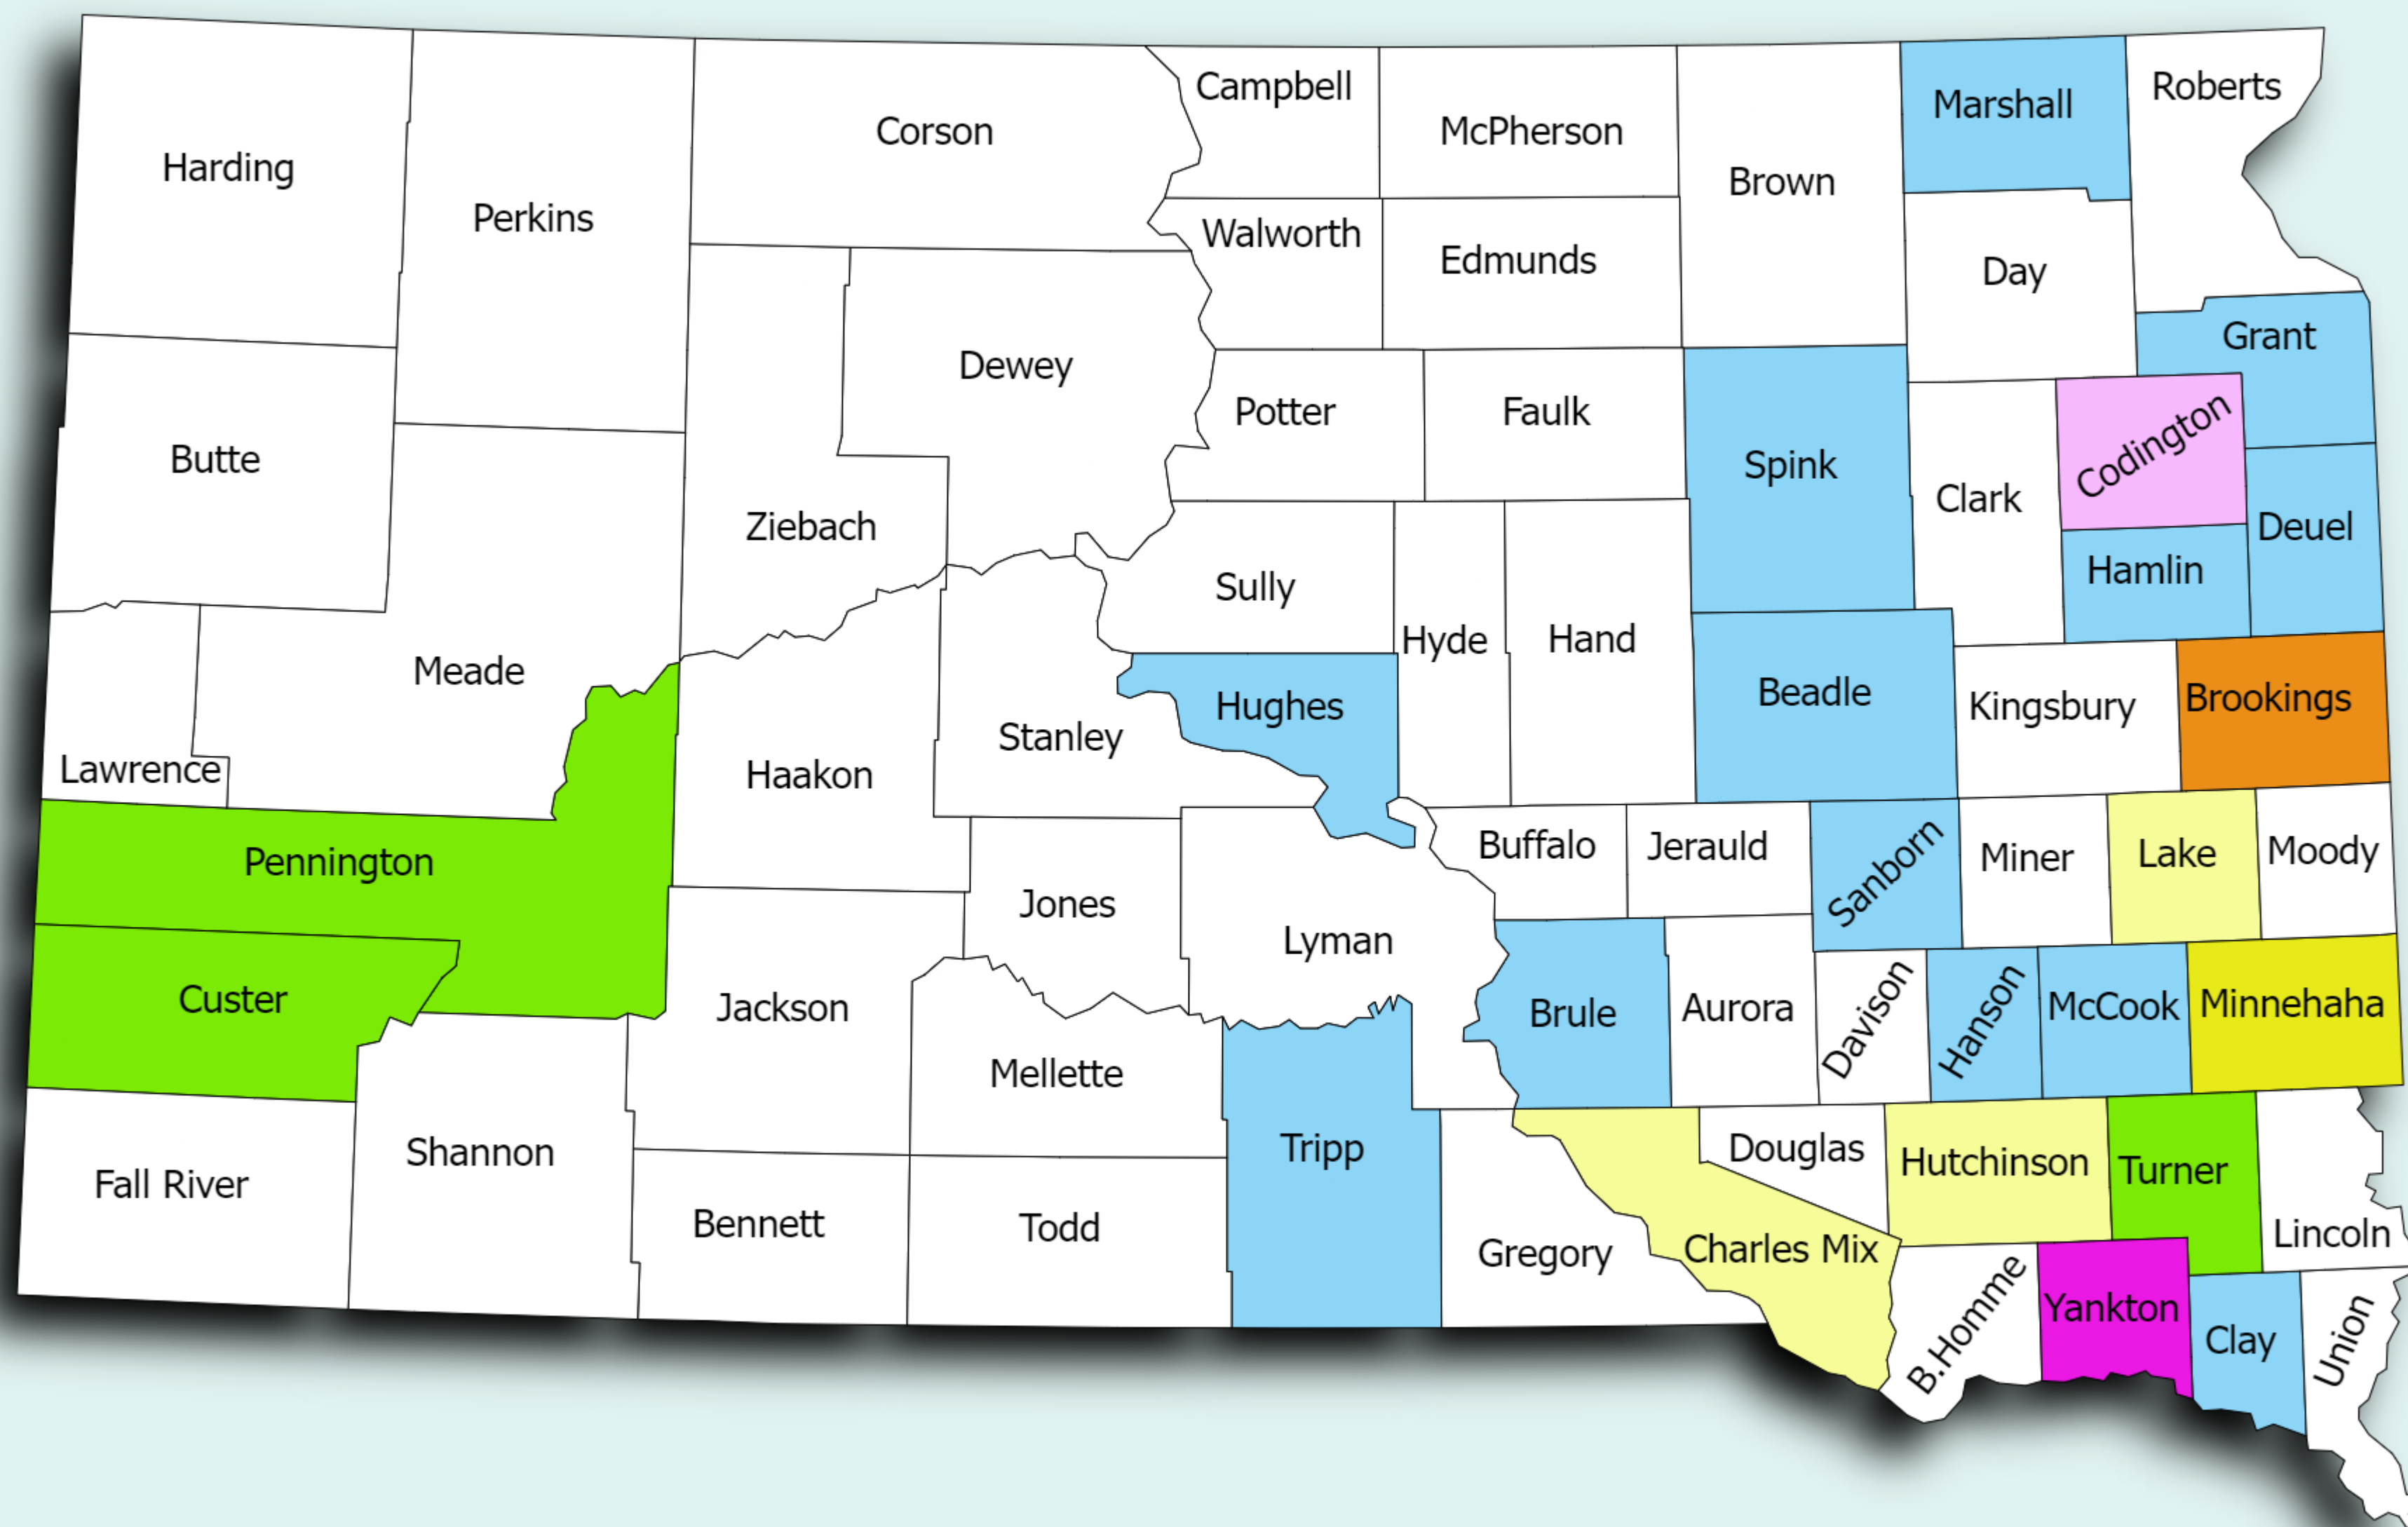 Harding
Perkins
Corson
Campbell
McPherson
Brown
Marshall
Roberts
Walworth
Edmunds
Day
Grant
Butte
Dewey
Potter
Faulk
Spink
Clark
Codington
Deuel
Ziebach
Hamlin
Sully
Hyde
Hand
Meade
Hughes
Beadle
Kingsbury
Brookings
Lawrence
Haakon
Stanley
Pennington
Buffalo
Jerauld
Sanborn
Miner
Lake
Moody
Jones
Lyman
Custer
Jackson
Brule
Aurora
Davison
Hanson
McCook
Minnehaha
Mellette
Fall River
Shannon
Tripp
Douglas
Hutchinson
Turner
Bennett
Todd
Gregory
Charles Mix
Lincoln
B.Homme
Yankton
Clay
Union